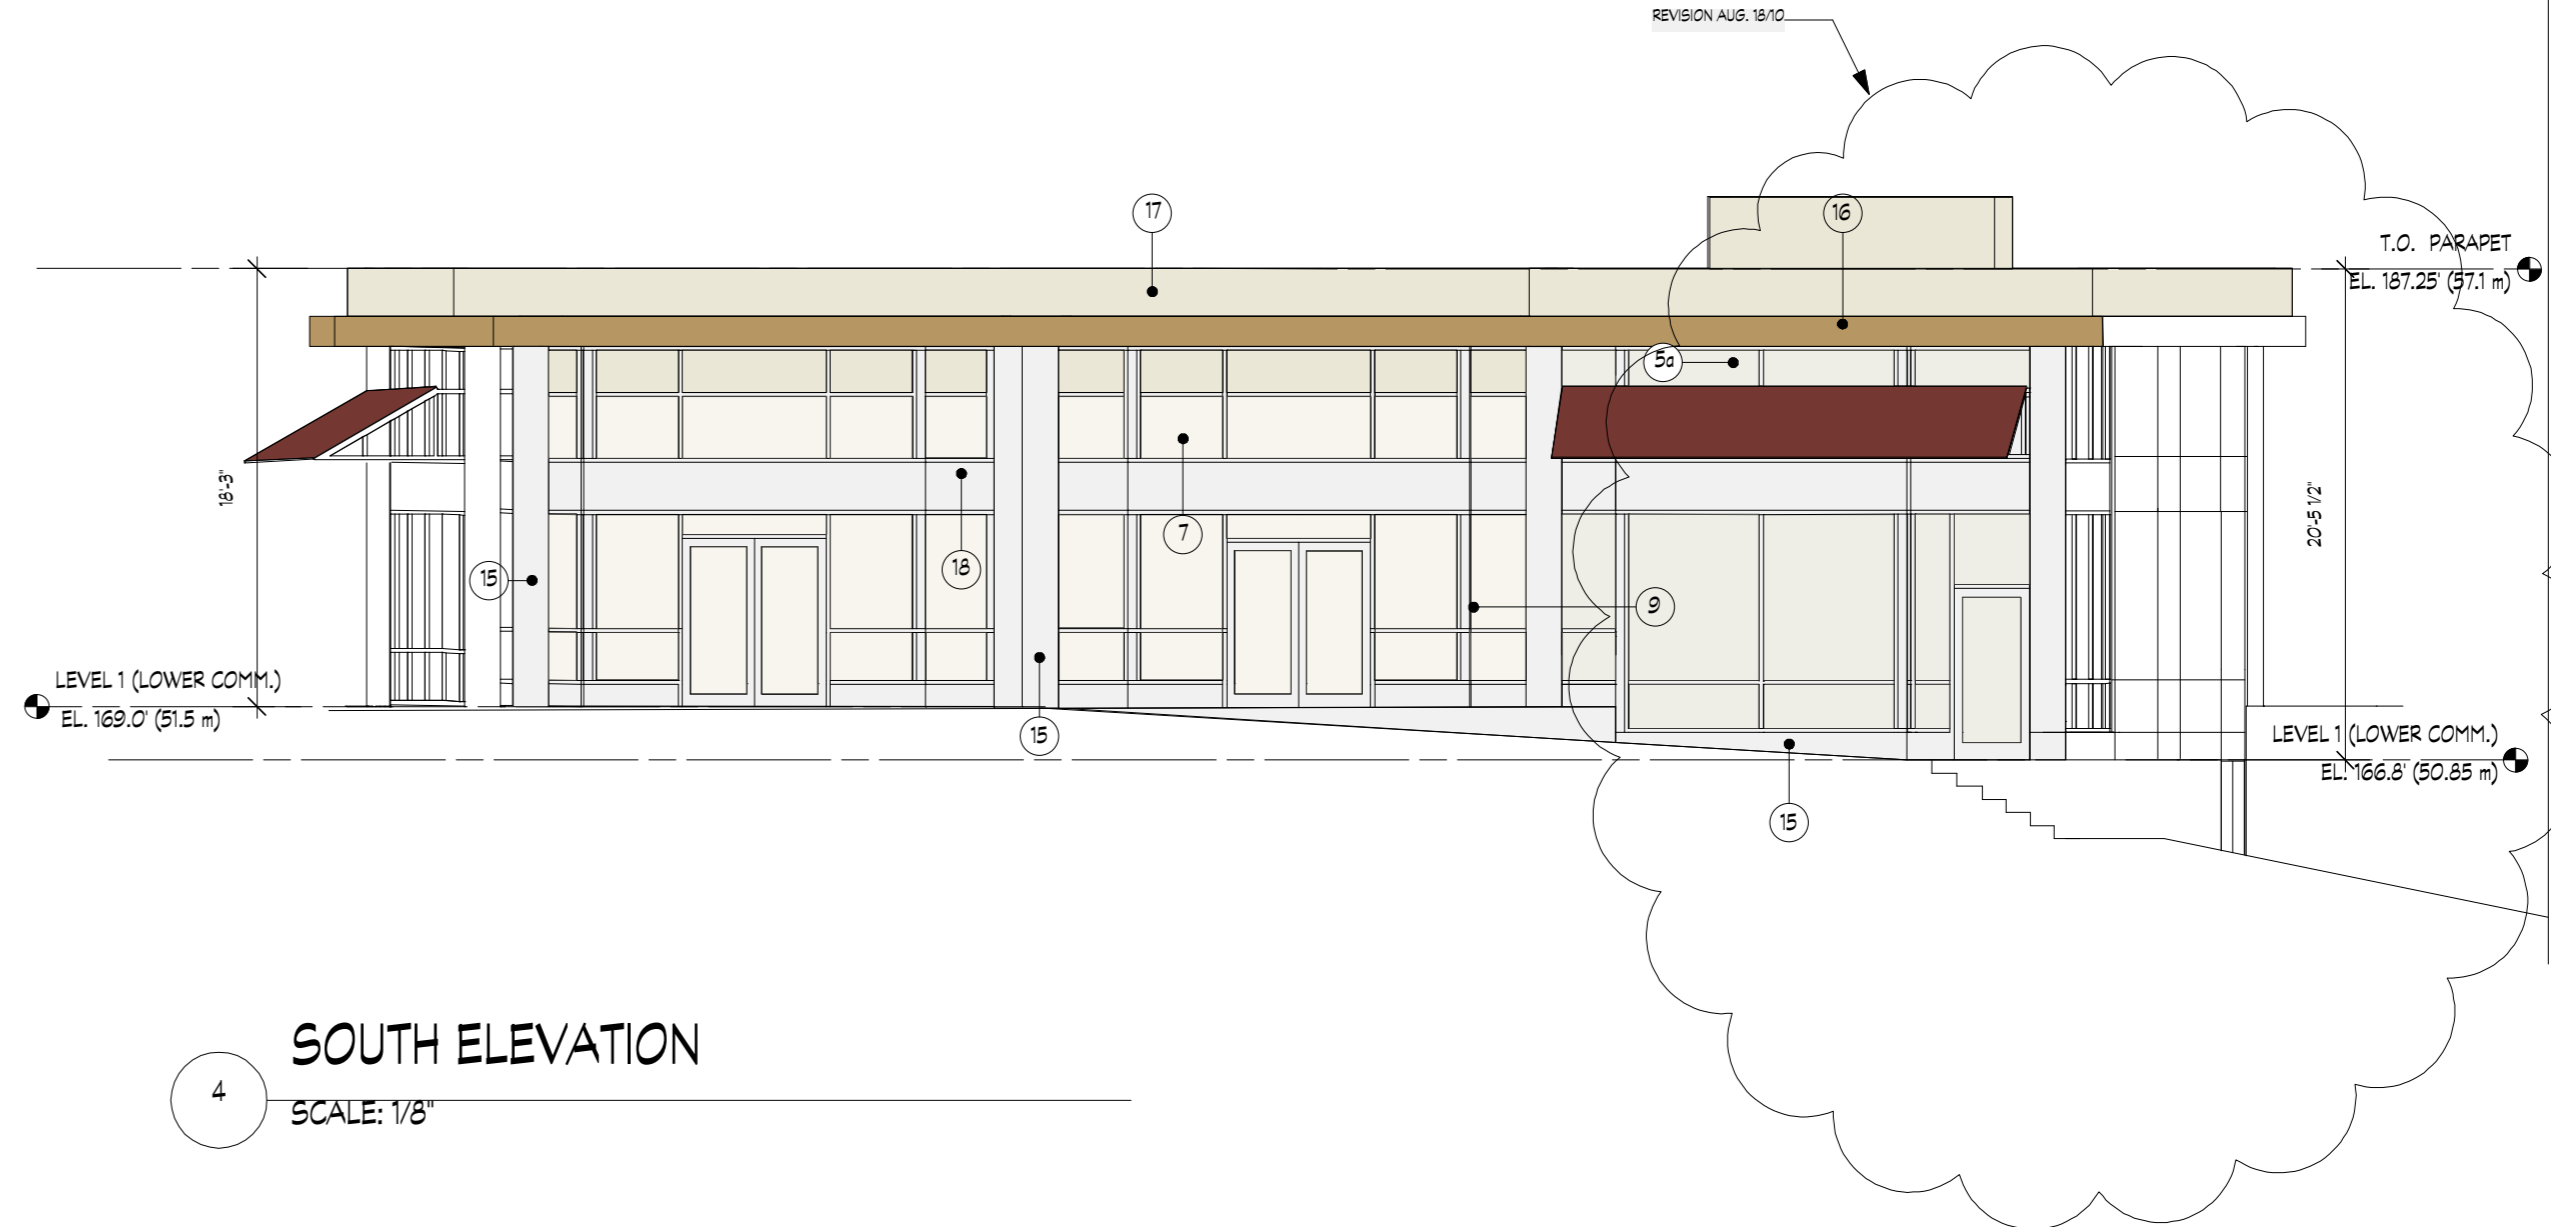 REVISION AUG. 18/10
17
16
T.O. PARAPET
EL. 187.25' (57.1 m)
5a
18'-3"
20'-5 1/2"
7
18
15
9
LEVEL 1 (LOWER COMM.)
EL. 169.0' (51.5 m)
15
LEVEL 1 (LOWER COMM.)
EL. 166.8' (50.85 m)
15
SOUTH ELEVATION
4
SCALE: 1/8"